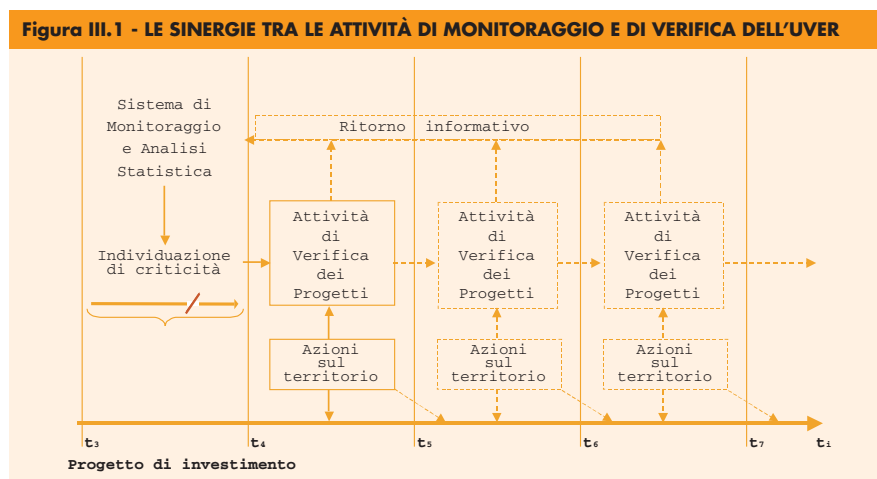 Figura III.1 - LE SINERGIE TRA LE ATTIVITÀ DI MONITORAGGIO E DI VERIFICA DELL'UVER
Sistema di
Monitoraggio
e Analisi
Statistica
Ritorno informativo
Individuazione
di criticità
Attività
di
Verifica
dei
Progetti
Attività
di
Verifica
dei
Progetti
Attività
di
Verifica
dei
Progetti
Azioni
sul
territorio
Azioni
sul
territorio
Azioni
sul
territorio
t₃
t₄
t₅
t₆
t₇
tᵢ
Progetto di investimento